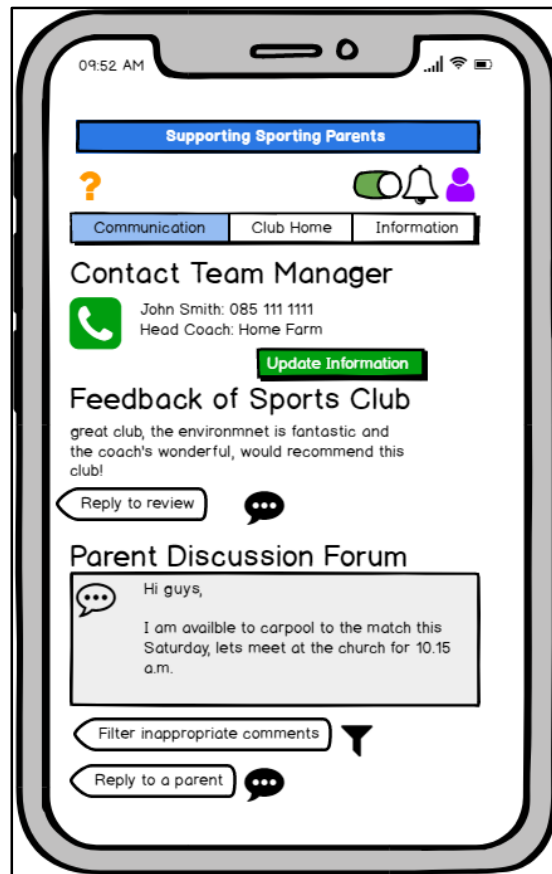 09:52 AM
Supporting Sporting Parents
?
Communication Club Home Information
Contact Team Manager
John Smith: 085 111 1111
Head Coach: Home Farm
Update Information
Feedback of Sports Club
great club, the environmnet is fantastic and
the coach's wonderful, would recommend this
club!
Reply to review
Parent Discussion Forum
Hi guys,
I am availble to carpool to the match this
Saturday, lets meet at the church for 10.15
a.m.
Filter inappropriate comments
Reply to a parent